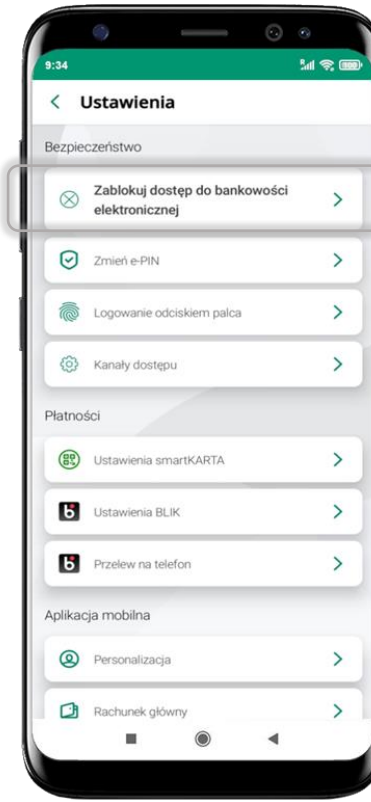 9:34
Ustawienia
Bezpieczeństwo
Zablokuj dostęp do bankowości
elektronicznej
Zmień e-PIN
Logowanie odciskiem palca
Kanały dostępu
Płatności
Ustawienia smartKARTA
Ustawienia BLIK
Przelew na telefon
Aplikacja mobilna
Personalizacja
Rachunek główny